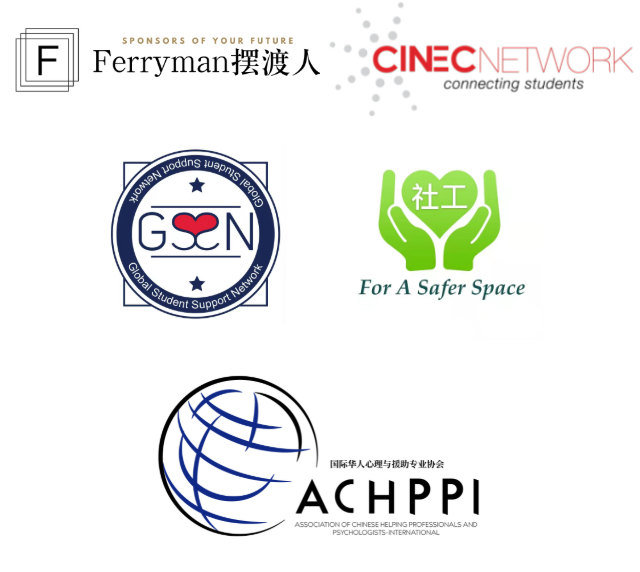 F
SPONSORS OF YOUR FUTURE
Ferryman摆渡人
CINECNETWORK
connecting students
Global Student Support Network
GSSN
Global Student Support Network
社工
For A Safer Space
国际华人心理与援助专业协会
ACHPPI
ASSOCIATION OF CHINESE HELPING PROFESSIONALS AND
PSYCHOLOGISTS-INTERNATIONAL